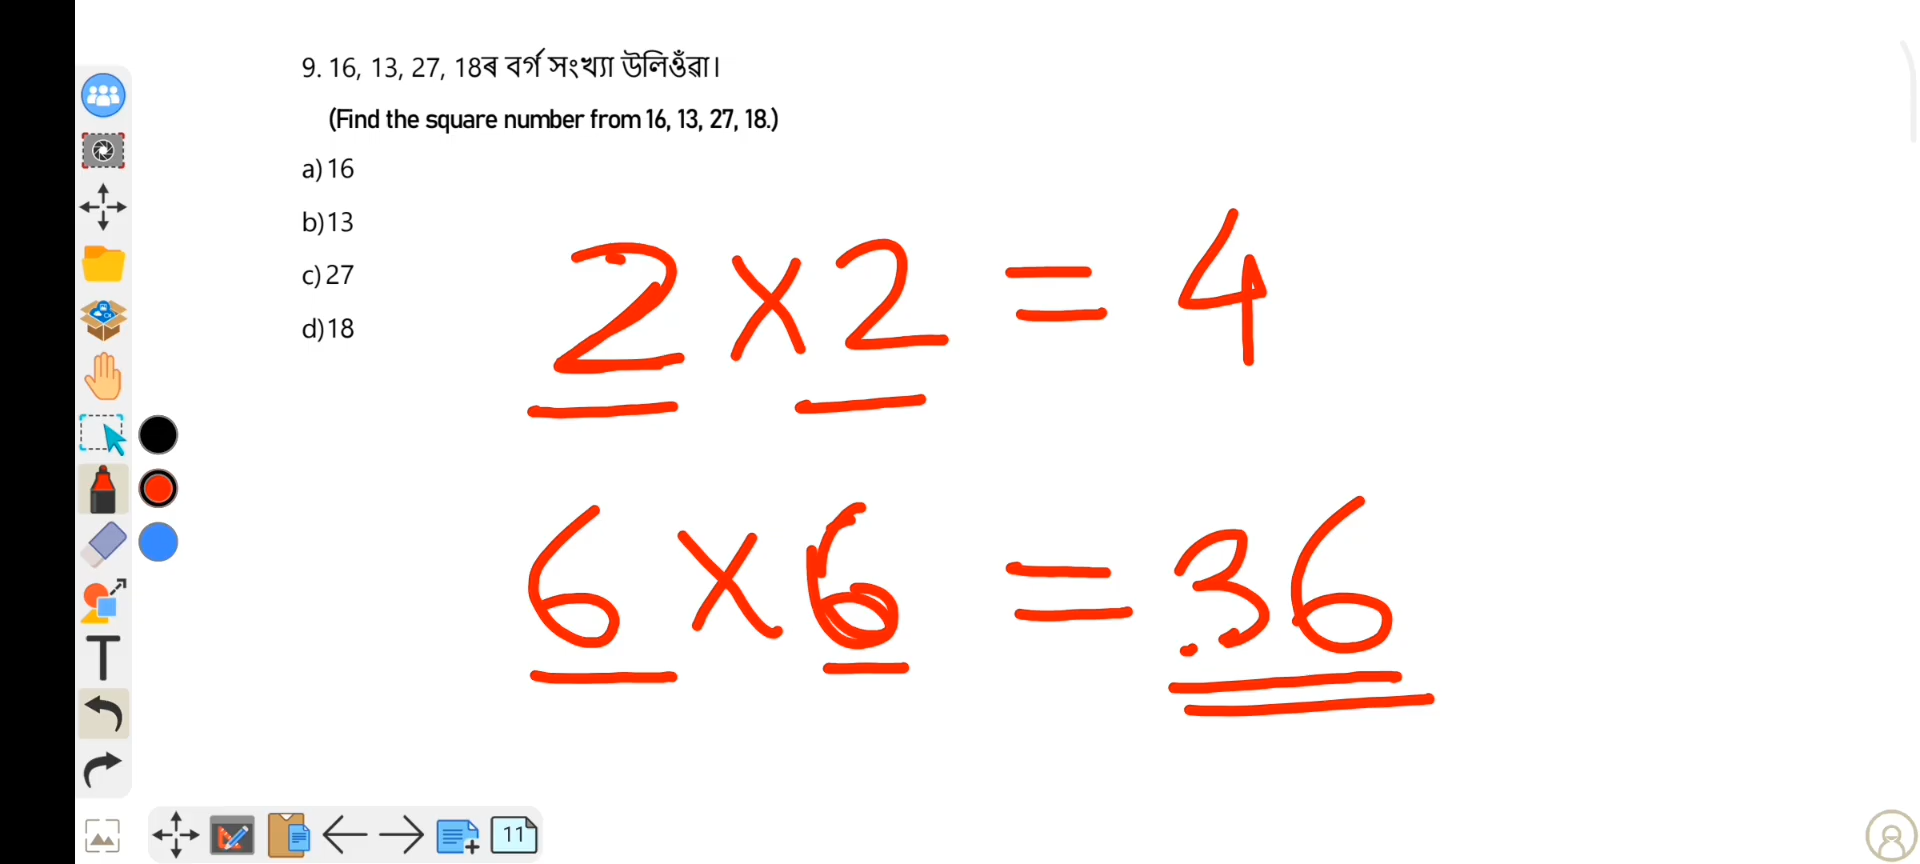 9. 16, 13, 27, 18ৰ বৰ্গ সংখ্যা উলিওঁৱা।
(Find the square number from 16, 13, 27, 18.)
a) 16
b) 13
c) 27
d) 18
2 × 2 = 4
6 × 6 = 36
T
11